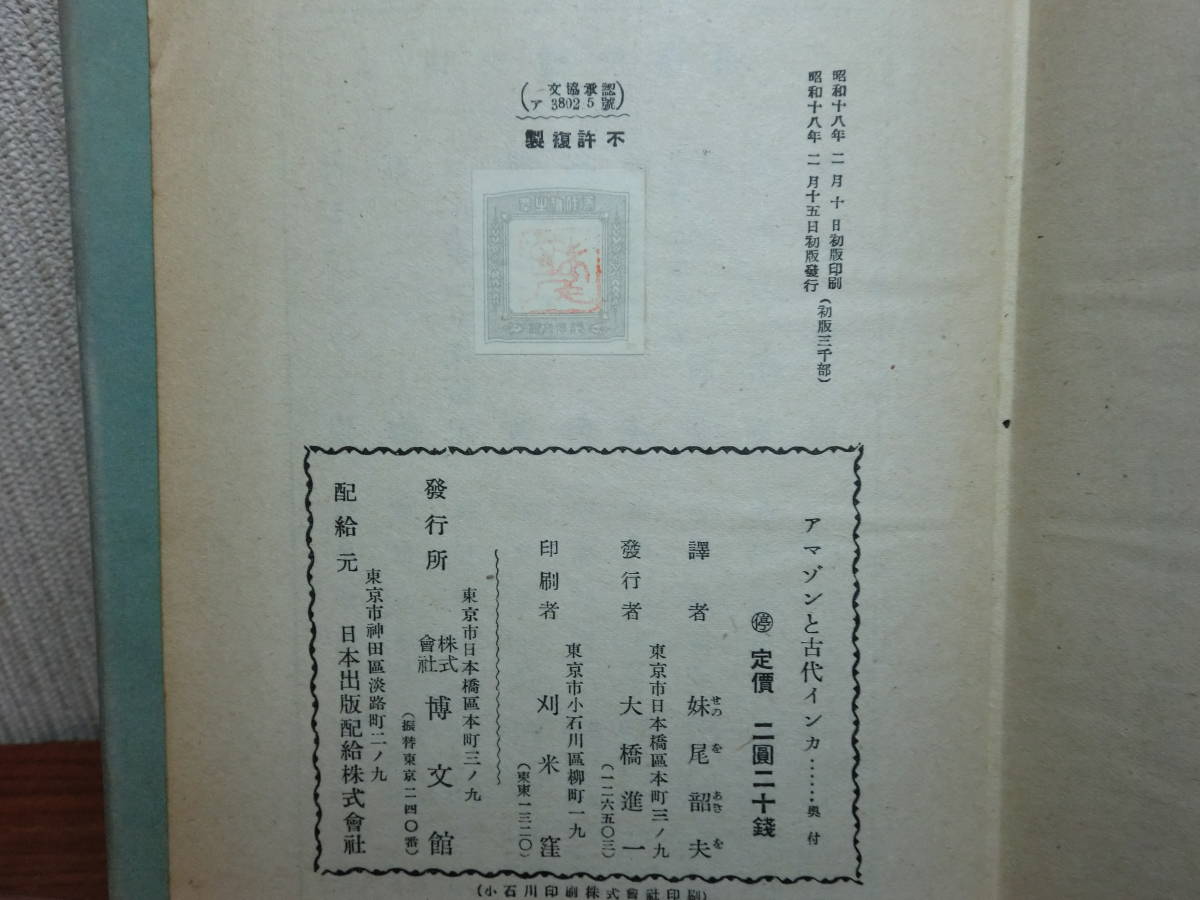 昭和十八年二月十日初版印刷
昭和十八年二月十五日初版發行（初版三千部）
（文協承認
ア3802.5號）
不許復製
アマゾンと古代インカ……奥付
㊡定價 二圓二十錢
譯者 妹尾韶夫
せのを あきを
東京市日本橋區本町三ノ九
發行者 大橋進一
（一二六五〇三）
東京市小石川區柳町一九
印刷者 刈米窪
（東東一三二〇）
東京市日本橋區本町三ノ九
發行所 株式會社 博文館
（振替東京二四〇番）
東京市神田區淡路町二ノ九
配給元 日本出版配給株式會社
（小石川印刷株式會社印刷）